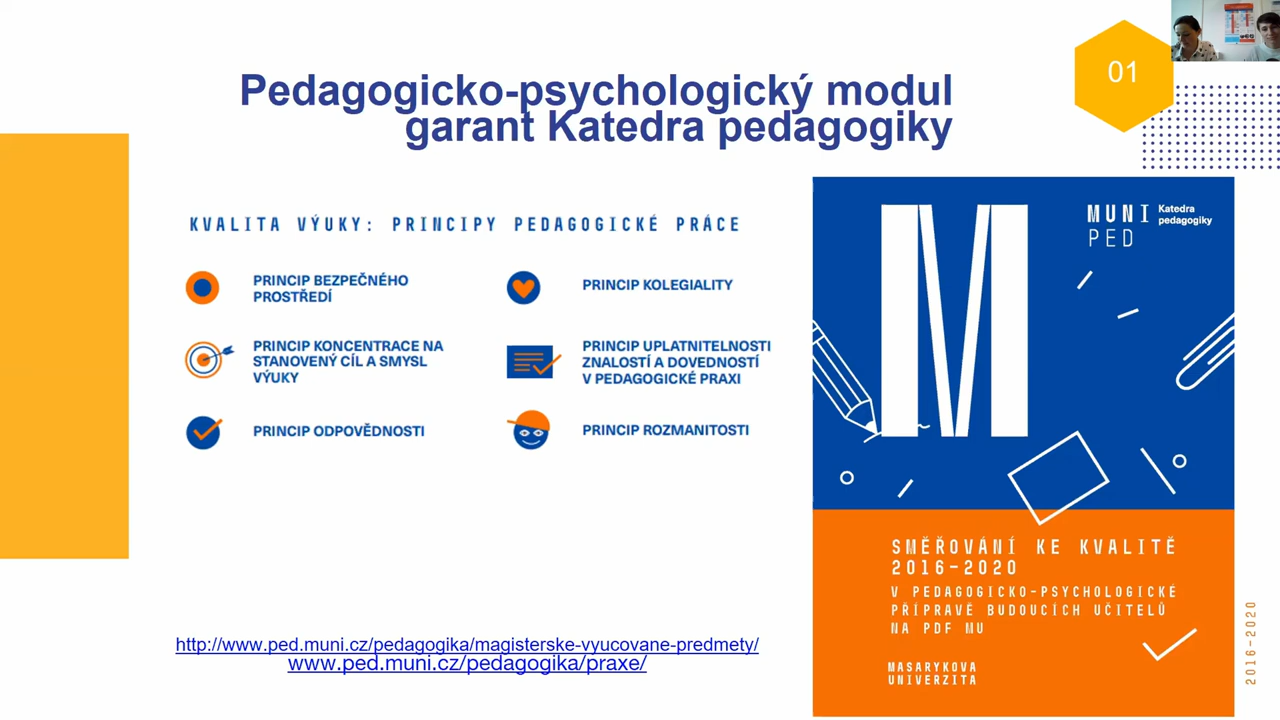 Pedagogicko-psychologický modul
garant Katedra pedagogiky
01
KVALITA VÝUKY: PRINCIPY PEDAGOGICKÉ PRÁCE
PRINCIP BEZPEČNÉHO
PROSTŘEDÍ
PRINCIP KONCENTRACE NA
STANOVENÝ CÍL A SMYSL
VÝUKY
PRINCIP ODPOVĚDNOSTI
PRINCIP KOLEGIALITY
PRINCIP UPLATNITELNOSTI
ZNALOSTÍ A DOVEDNOSTÍ
V PEDAGOGICKÉ PRAXI
PRINCIP ROZMANITOSTI
http://www.ped.muni.cz/pedagogika/magisterske-vyucovane-predmety/
www.ped.muni.cz/pedagogika/praxe/
M
MUNI
PED
Katedra
pedagogiky
SMĚŘOVÁNÍ KE KVALITĚ
2016–2020
V PEDAGOGICKO-PSYCHOLOGICKÉ
PŘÍPRAVĚ BUDOUCÍCH UČITELŮ
NA PDF MU
MASARYKOVA
UNIVERZITA
2016–2020